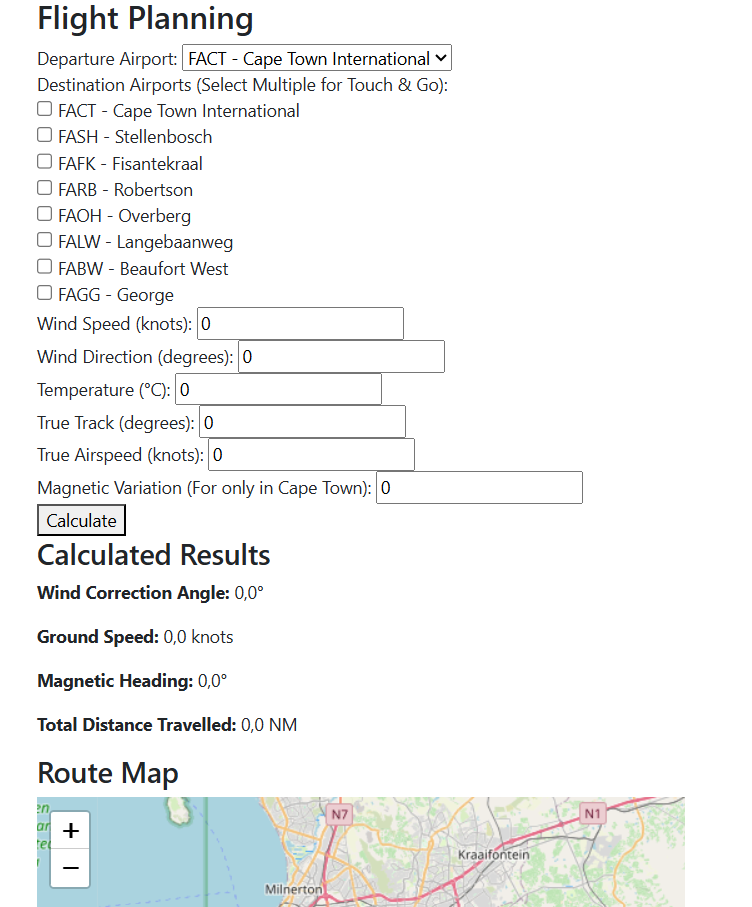 Flight Planning
Departure Airport: FACT - Cape Town International
Destination Airports (Select Multiple for Touch & Go):
FACT - Cape Town International
FASH - Stellenbosch
FAFK - Fisantekraal
FARB - Robertson
FAOH - Overberg
FALW - Langebaanweg
FABW - Beaufort West
FAGG - George
Wind Speed (knots): 0
Wind Direction (degrees): 0
Temperature (°C): 0
True Track (degrees): 0
True Airspeed (knots): 0
Magnetic Variation (For only in Cape Town): 0
Calculate
Calculated Results
Wind Correction Angle: 0,0°
Ground Speed: 0,0 knots
Magnetic Heading: 0,0°
Total Distance Travelled: 0,0 NM
Route Map
+
−
N7
N1
Kraaifontein
Milnerton